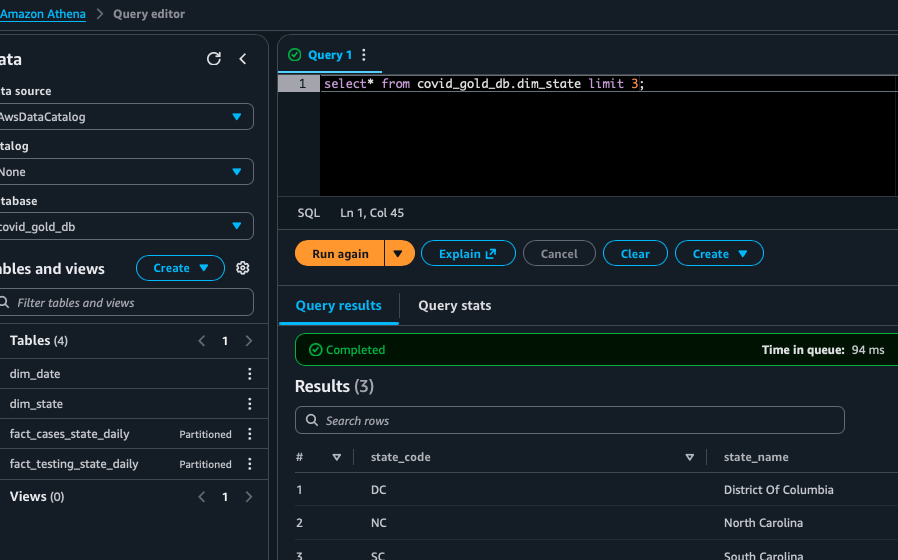 Amazon Athena > Query editor
ata
ta source
AwsDataCatalog
talog
None
tabase
covid_gold_db
ables and views
Create
Filter tables and views
Tables (4)
< 1 >
dim_date
dim_state
fact_cases_state_daily Partitioned
fact_testing_state_daily Partitioned
Views (0)
< 1 >
Query 1
1 select* from covid_gold_db.dim_state limit 3;
SQL Ln 1, Col 45
Run again Explain Cancel Clear Create
Query results Query stats
Completed Time in queue: 94 ms
Results (3)
Search rows
# state_code state_name
1 DC District Of Columbia
2 NC North Carolina
3 SC South Carolina